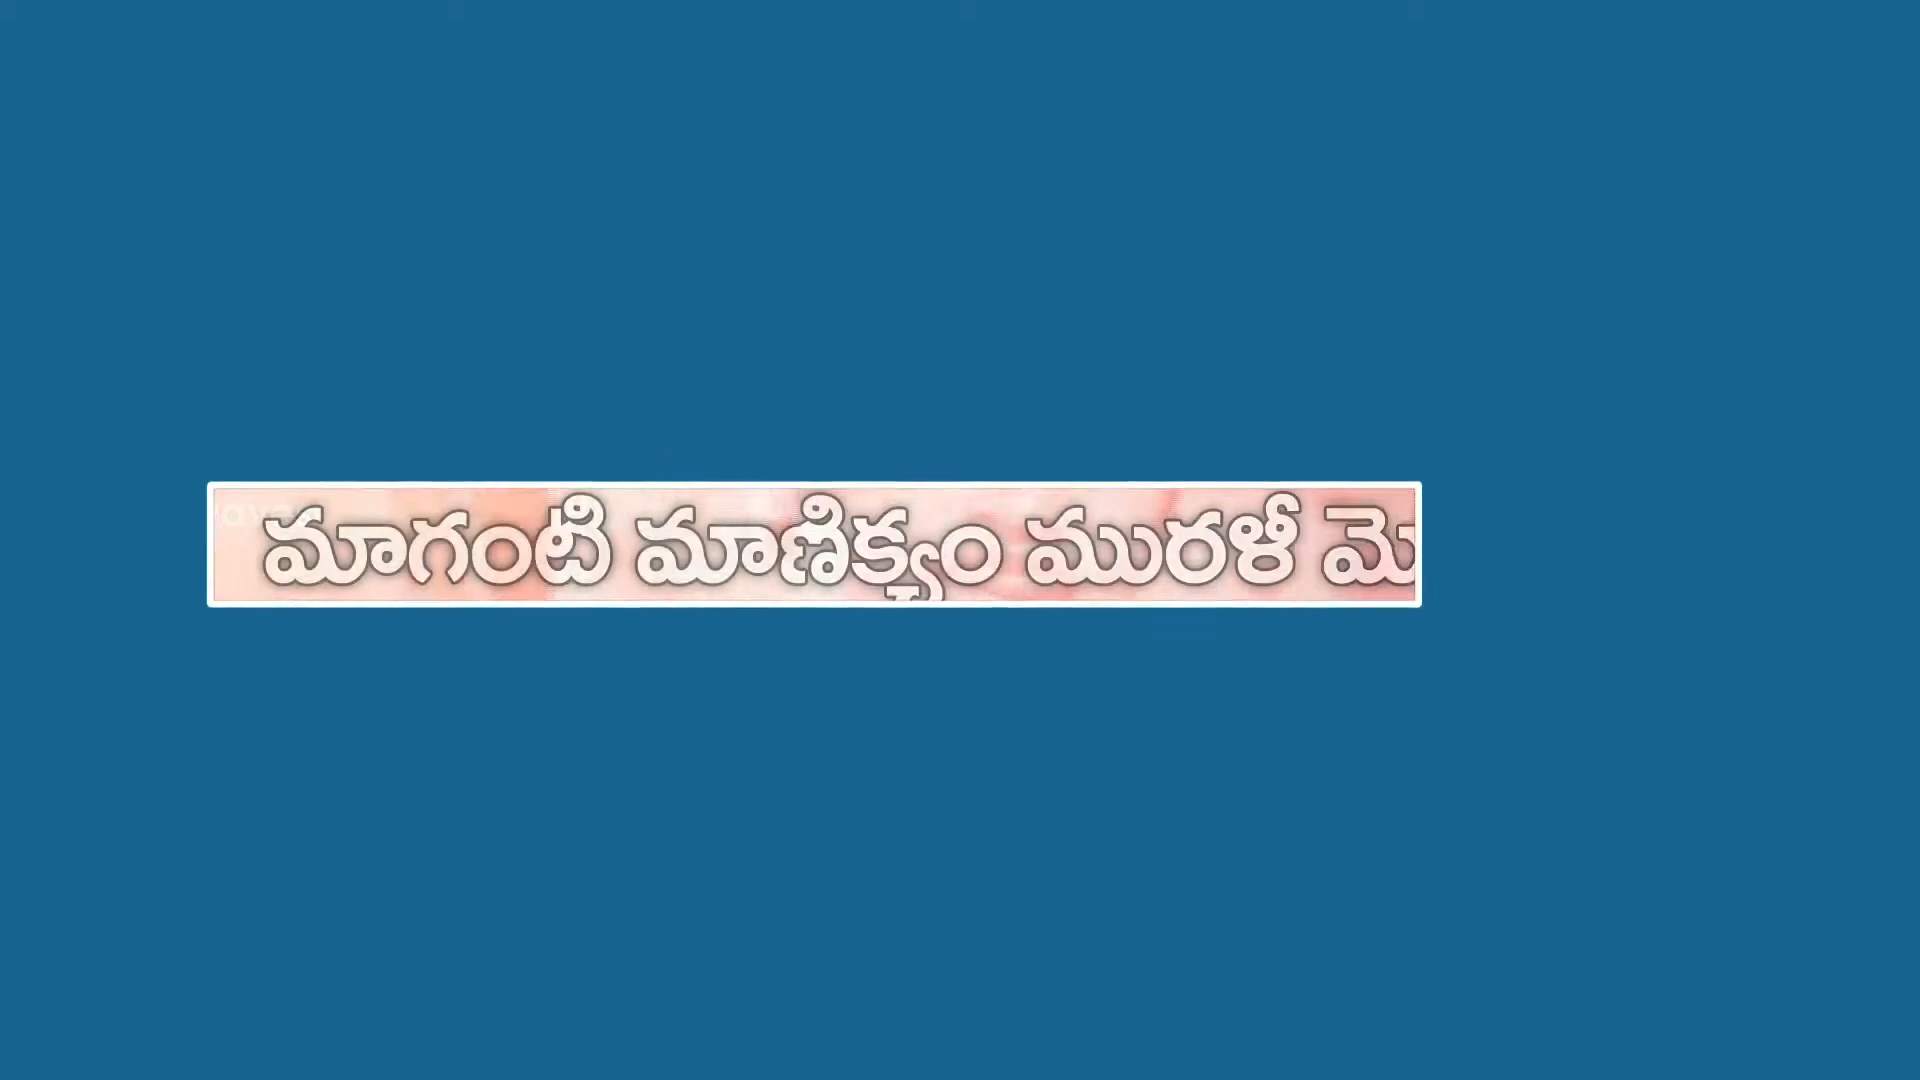 మాగంటి మాణిక్యం మురళీ మె